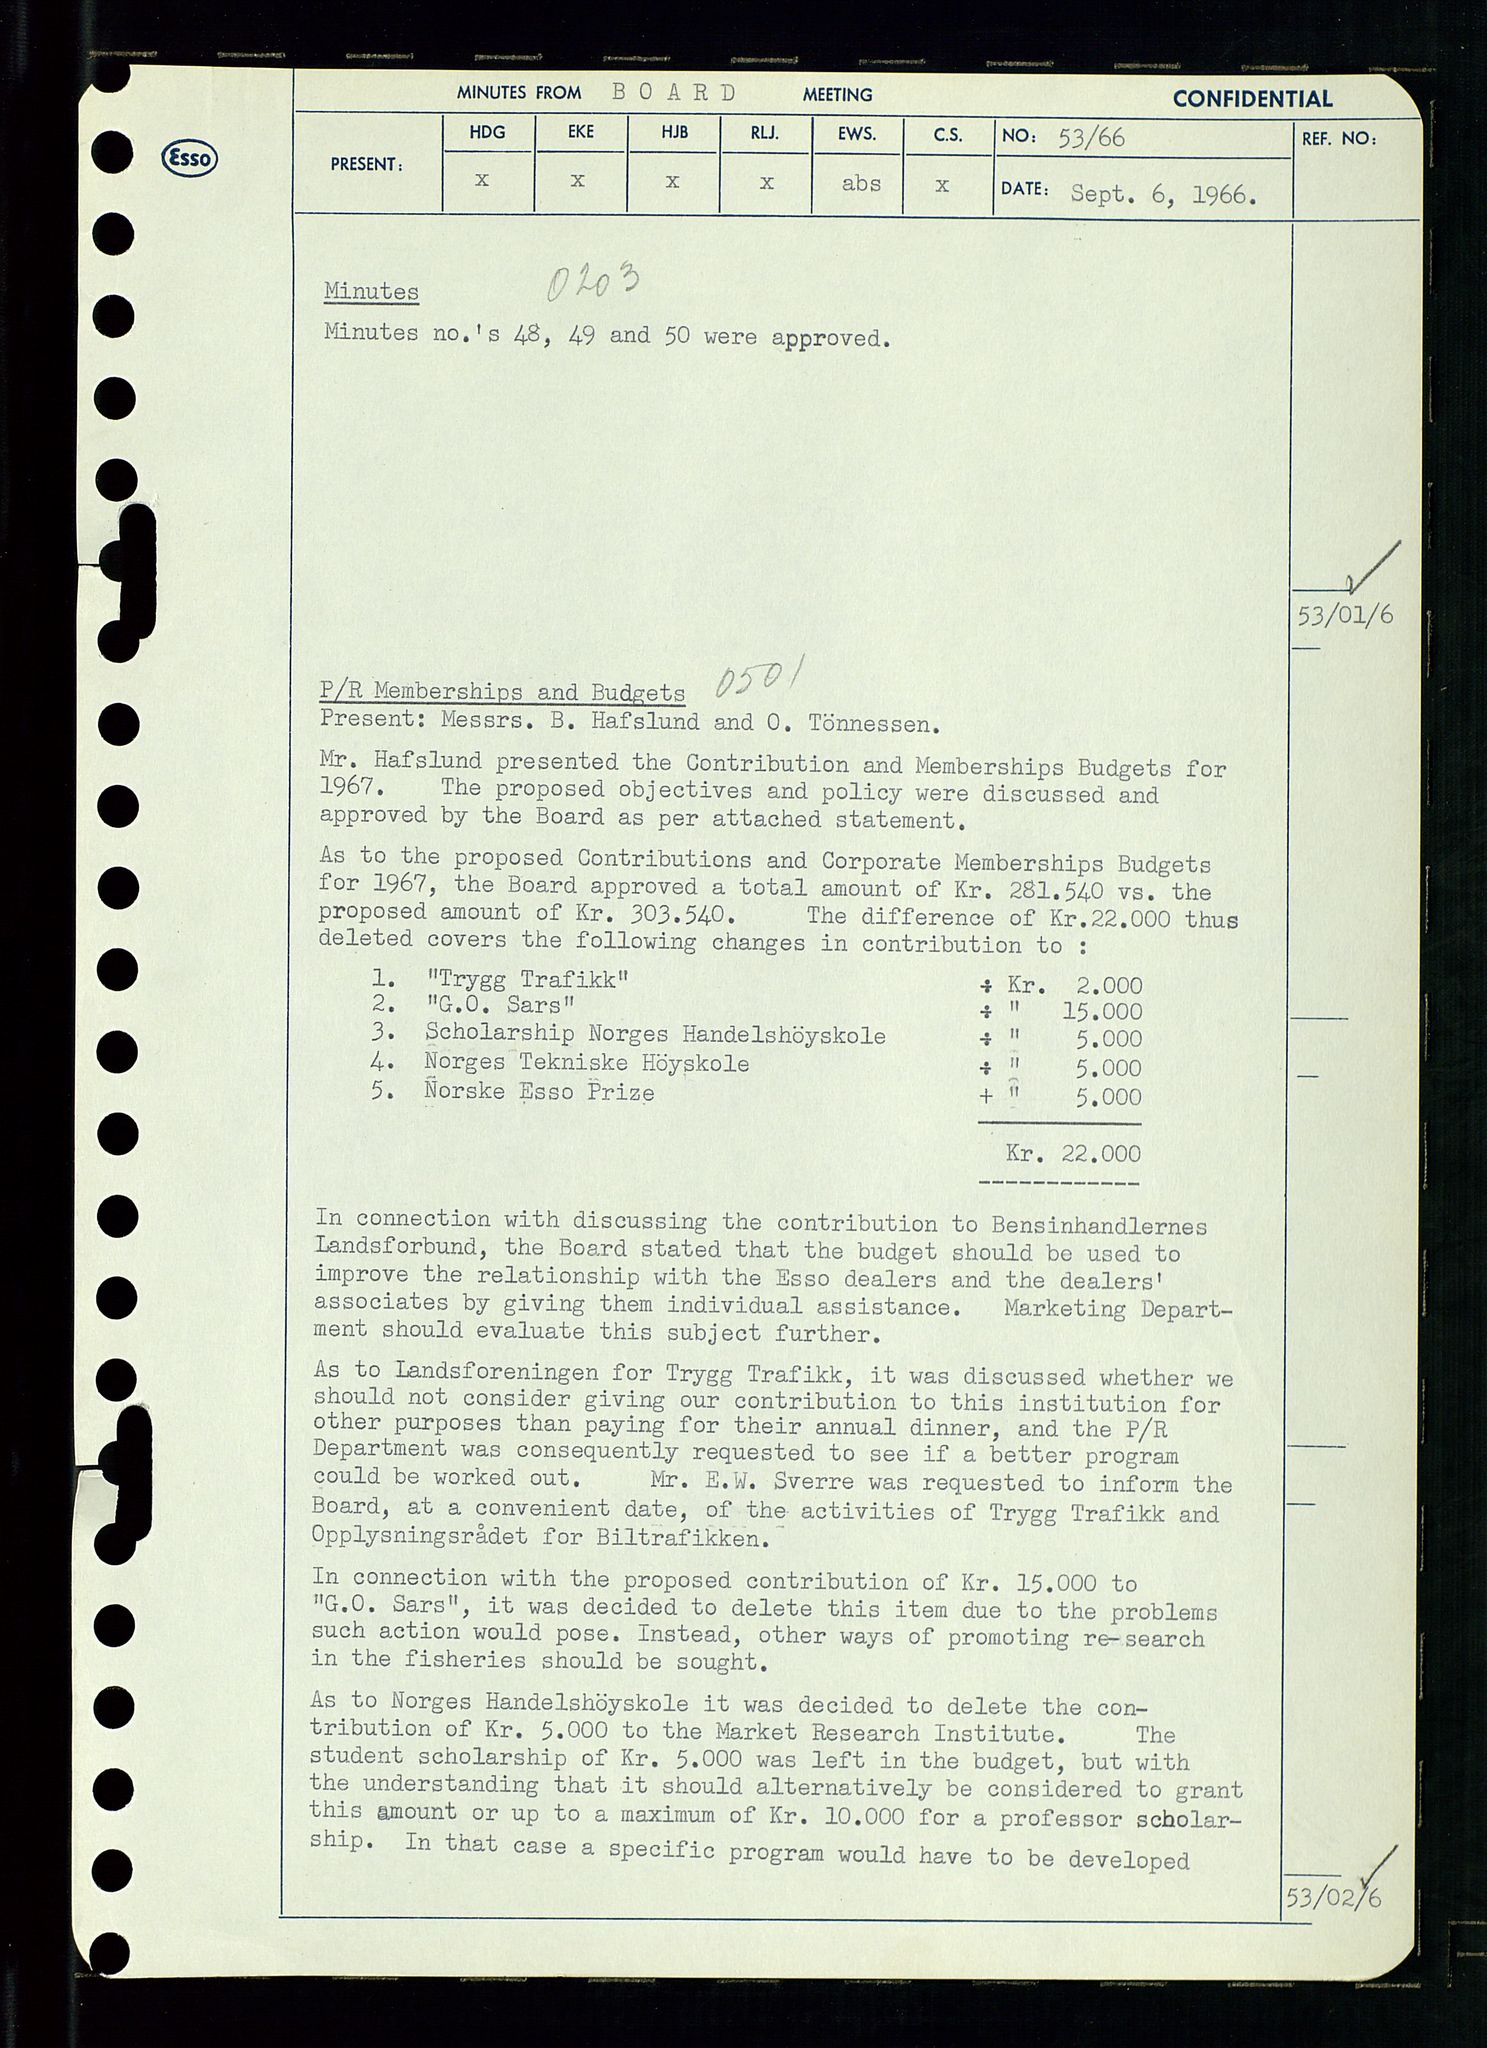 MINUTES FROM B O A R D MEETING CONFIDENTIAL
Esso
PRESENT: HDG EKE HJB RLJ. EWS. C.S. NO: 53/66 REF. NO:
x x x x abs x DATE: Sept. 6, 1966.
Minutes 0203
Minutes no.'s 48, 49 and 50 were approved.
53/01/6
P/R Memberships and Budgets 0501
Present: Messrs. B. Hafslund and O. Tönnessen.
Mr. Hafslund presented the Contribution and Memberships Budgets for
1967. The proposed objectives and policy were discussed and
approved by the Board as per attached statement.
As to the proposed Contributions and Corporate Memberships Budgets
for 1967, the Board approved a total amount of Kr. 281.540 vs. the
proposed amount of Kr. 303.540. The difference of Kr.22.000 thus
deleted covers the following changes in contribution to :
1. "Trygg Trafikk" ÷ Kr. 2.000
2. "G.O. Sars" ÷ " 15.000
3. Scholarship Norges Handelshöyskole ÷ " 5.000
4. Norges Tekniske Höyskole ÷ " 5.000
5. Norske Esso Prize + " 5.000
Kr. 22.000
In connection with discussing the contribution to Bensinhandlernes
Landsforbund, the Board stated that the budget should be used to
improve the relationship with the Esso dealers and the dealers'
associates by giving them individual assistance. Marketing Depart-
ment should evaluate this subject further.
As to Landsforeningen for Trygg Trafikk, it was discussed whether we
should not consider giving our contribution to this institution for
other purposes than paying for their annual dinner, and the P/R
Department was consequently requested to see if a better program
could be worked out. Mr. E.W. Sverre was requested to inform the
Board, at a convenient date, of the activities of Trygg Trafikk and
Opplysningsrådet for Biltrafikken.
In connection with the proposed contribution of Kr. 15.000 to
"G.O. Sars", it was decided to delete this item due to the problems
such action would pose. Instead, other ways of promoting re-search
in the fisheries should be sought.
As to Norges Handelshöyskole it was decided to delete the con-
tribution of Kr. 5.000 to the Market Research Institute. The
student scholarship of Kr. 5.000 was left in the budget, but with
the understanding that it should alternatively be considered to grant
this amount or up to a maximum of Kr. 10.000 for a professor scholar-
ship. In that case a specific program would have to be developed
53/02/6